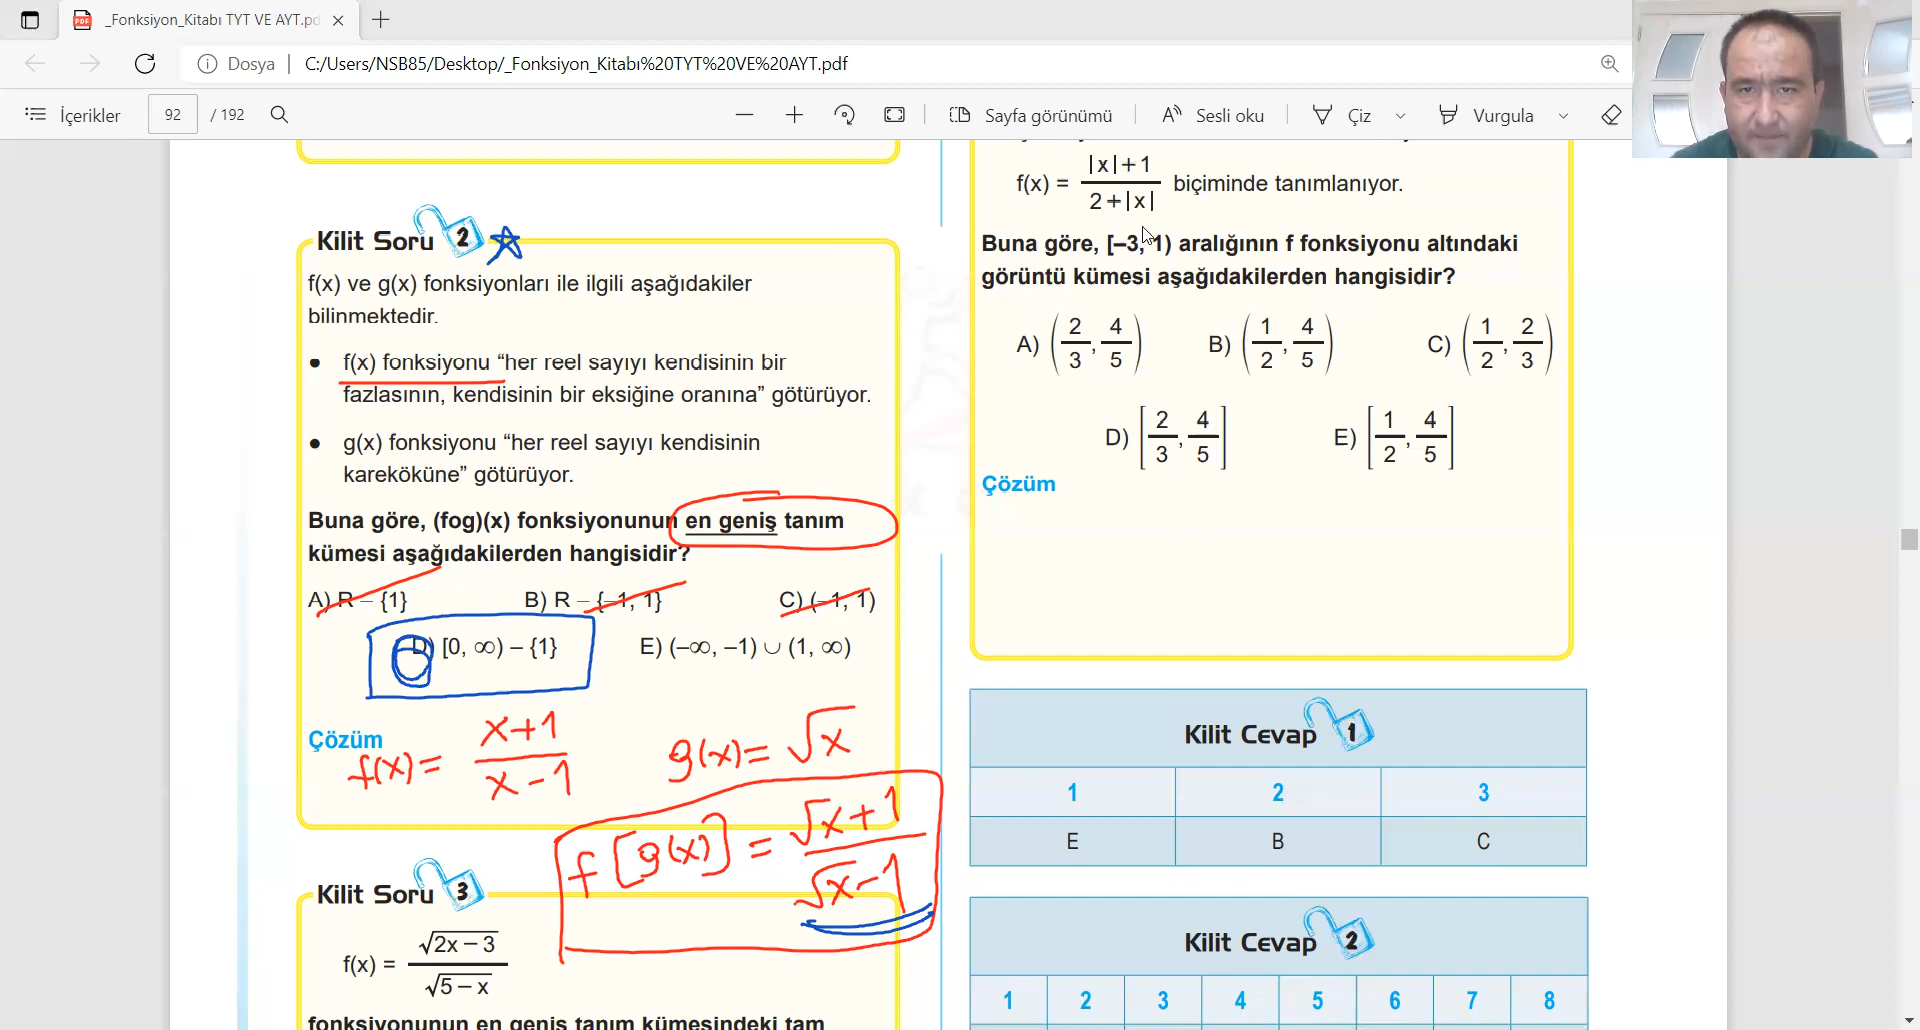 _Fonksiyon_Kitabı TYT VE AYT.pd
Dosya
C:/Users/NSB85/Desktop/_Fonksiyon_Kitabı%20TYT%20VE%20AYT.pdf
İçerikler
92
/ 192
Sayfa görünümü
Sesli oku
Çiz
Vurgula
Kilit Soru 2
f(x) ve g(x) fonksiyonları ile ilgili aşağıdakiler
bilinmektedir.
• f(x) fonksiyonu “her reel sayıyı kendisinin bir
fazlasının, kendisinin bir eksiğine oranına” götürüyor.
• g(x) fonksiyonu “her reel sayıyı kendisinin
kareköküne” götürüyor.
Buna göre, (fog)(x) fonksiyonunun en geniş tanım
kümesi aşağıdakilerden hangisidir?
A) R – {1} B) R – {–1, 1} C) (–1, 1)
D) [0, ∞) – {1} E) (–∞, –1) ∪ (1, ∞)
Çözüm
f(x) = x+1 / x-1 g(x) = √x
f[g(x)] = √x+1 / √x-1
Kilit Soru 3
f(x) = √2x – 3 / √5 – x
fonksiyonunun en geniş tanım kümesindeki tam
f(x) = |x|+1 / 2+|x| biçiminde tanımlanıyor.
Buna göre, [–3, 1) aralığının f fonksiyonu altındaki
görüntü kümesi aşağıdakilerden hangisidir?
A) (2/3, 4/5) B) (1/2, 4/5) C) (1/2, 2/3)
D) [2/3, 4/5] E) [1/2, 4/5]
Çözüm
Kilit Cevap 1
1 2 3
E B C
Kilit Cevap 2
1 2 3 4 5 6 7 8